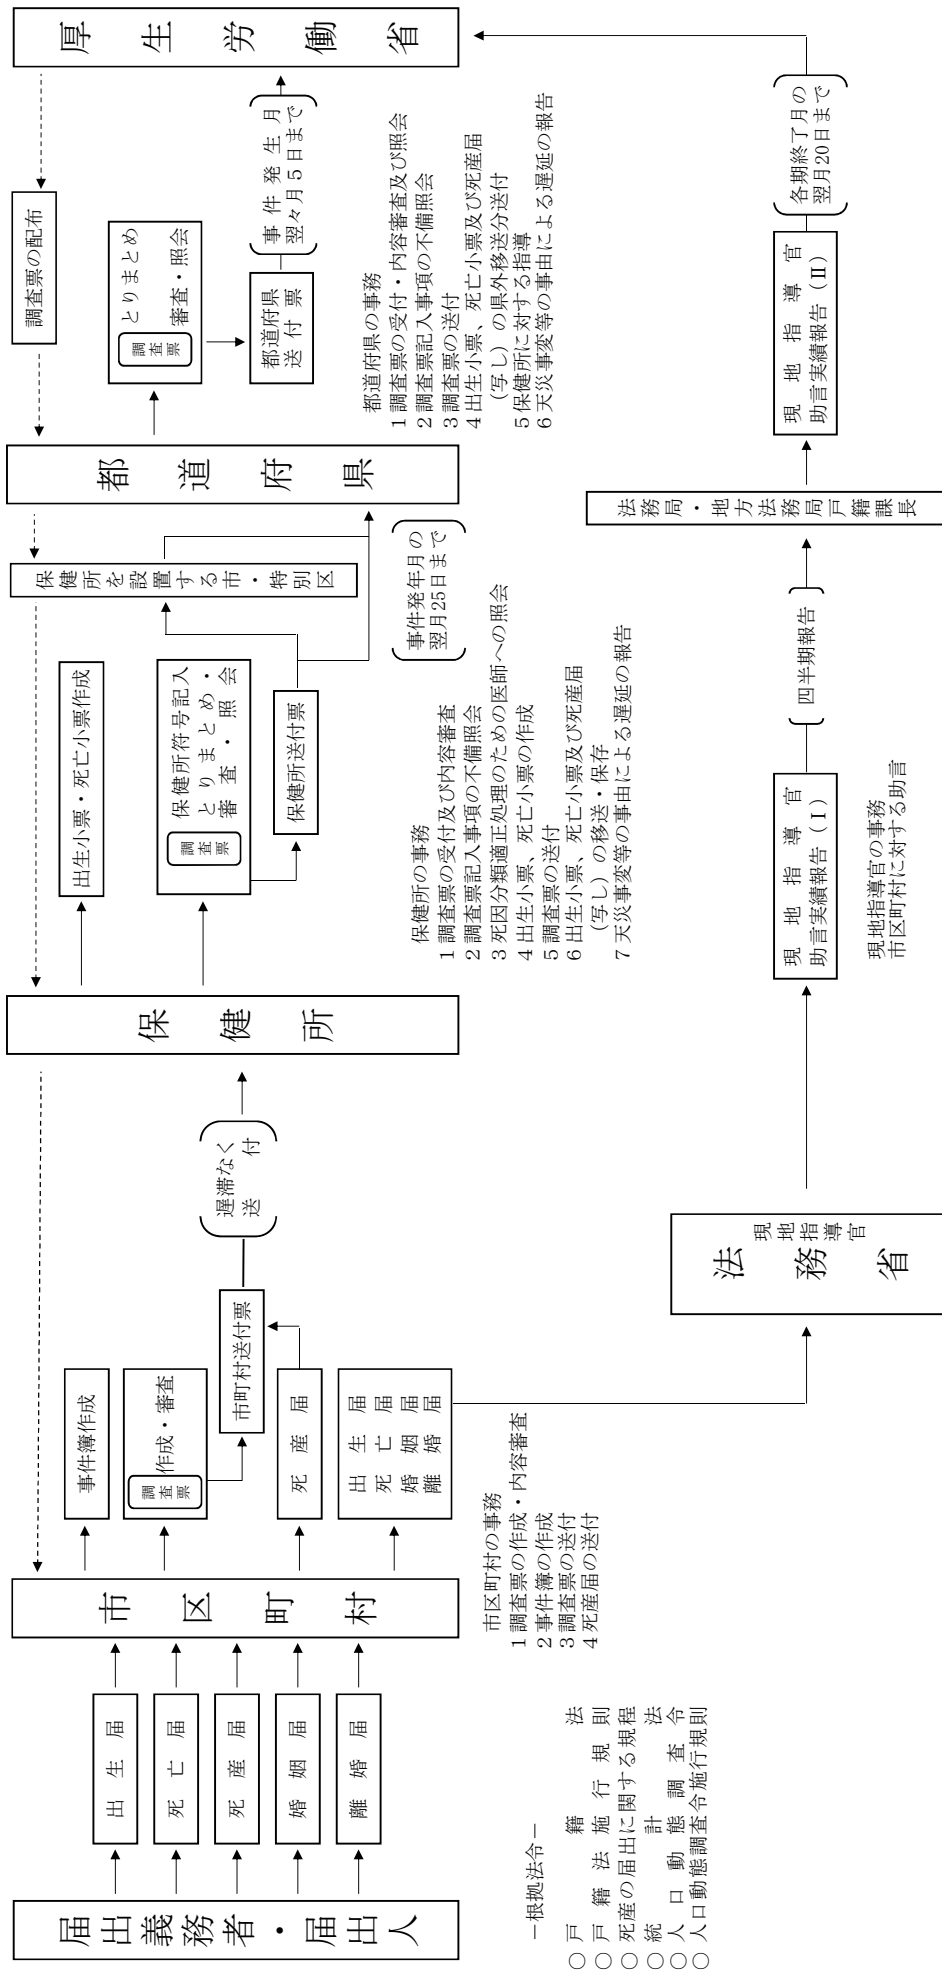 届出義務者・届出人
出生届
死亡届
死産届
婚姻届
離婚届
－根拠法令－
○戸籍法
○戸籍法施行規則
○死産の届出に関する規程
○統計法
○人口動態調査令
○人口動態調査令施行規則
市区町村
事件簿作成
調査票
作成・審査
市町村送付票
死産届
出生届
死亡届
婚姻届
離婚届
市区町村の事務
1 調査票の作成・内容審査
2 事件簿の作成
3 調査票の送付
4 死産届の送付
遅滞なく
送付
保健所
出生小票・死亡小票作成
調査票
保健所符号記入
とりまとめ・
審査・照会
保健所送付票
保健所の事務
1 調査票の受付及び内容審査
2 調査票記入事項の不備照会
3 死因分類適正処理のための医師への照会
4 出生小票、死亡小票の作成
5 調査票の送付
6 出生小票、死亡小票及び死産届
(写し）の移送・保存
7 天災事変等の事由による遅延の報告
保健所を設置する市・特別区
事件発年月の
翌月25日まで
都道府県
調査票の配布
調査票
とりまとめ
審査・照会
都道府県
送付票
事件発生月
翌々月５日まで
都道府県の事務
1 調査票の受付・内容審査及び照会
2 調査票記入事項の不備照会
3 調査票の送付
4 出生小票、死亡小票及び死産届
(写し）の県外移送分送付
5 保健所に対する指導
6 天災事変等の事由による遅延の報告
厚生労働省
法務省
現地指導官
現地指導官
助言実績報告（Ⅰ）
現地指導官の事務
市区町村に対する助言
四半期報告
法務局・地方法務局戸籍課長
現地指導官
助言実績報告（Ⅱ）
各期終了月の
翌月20日まで